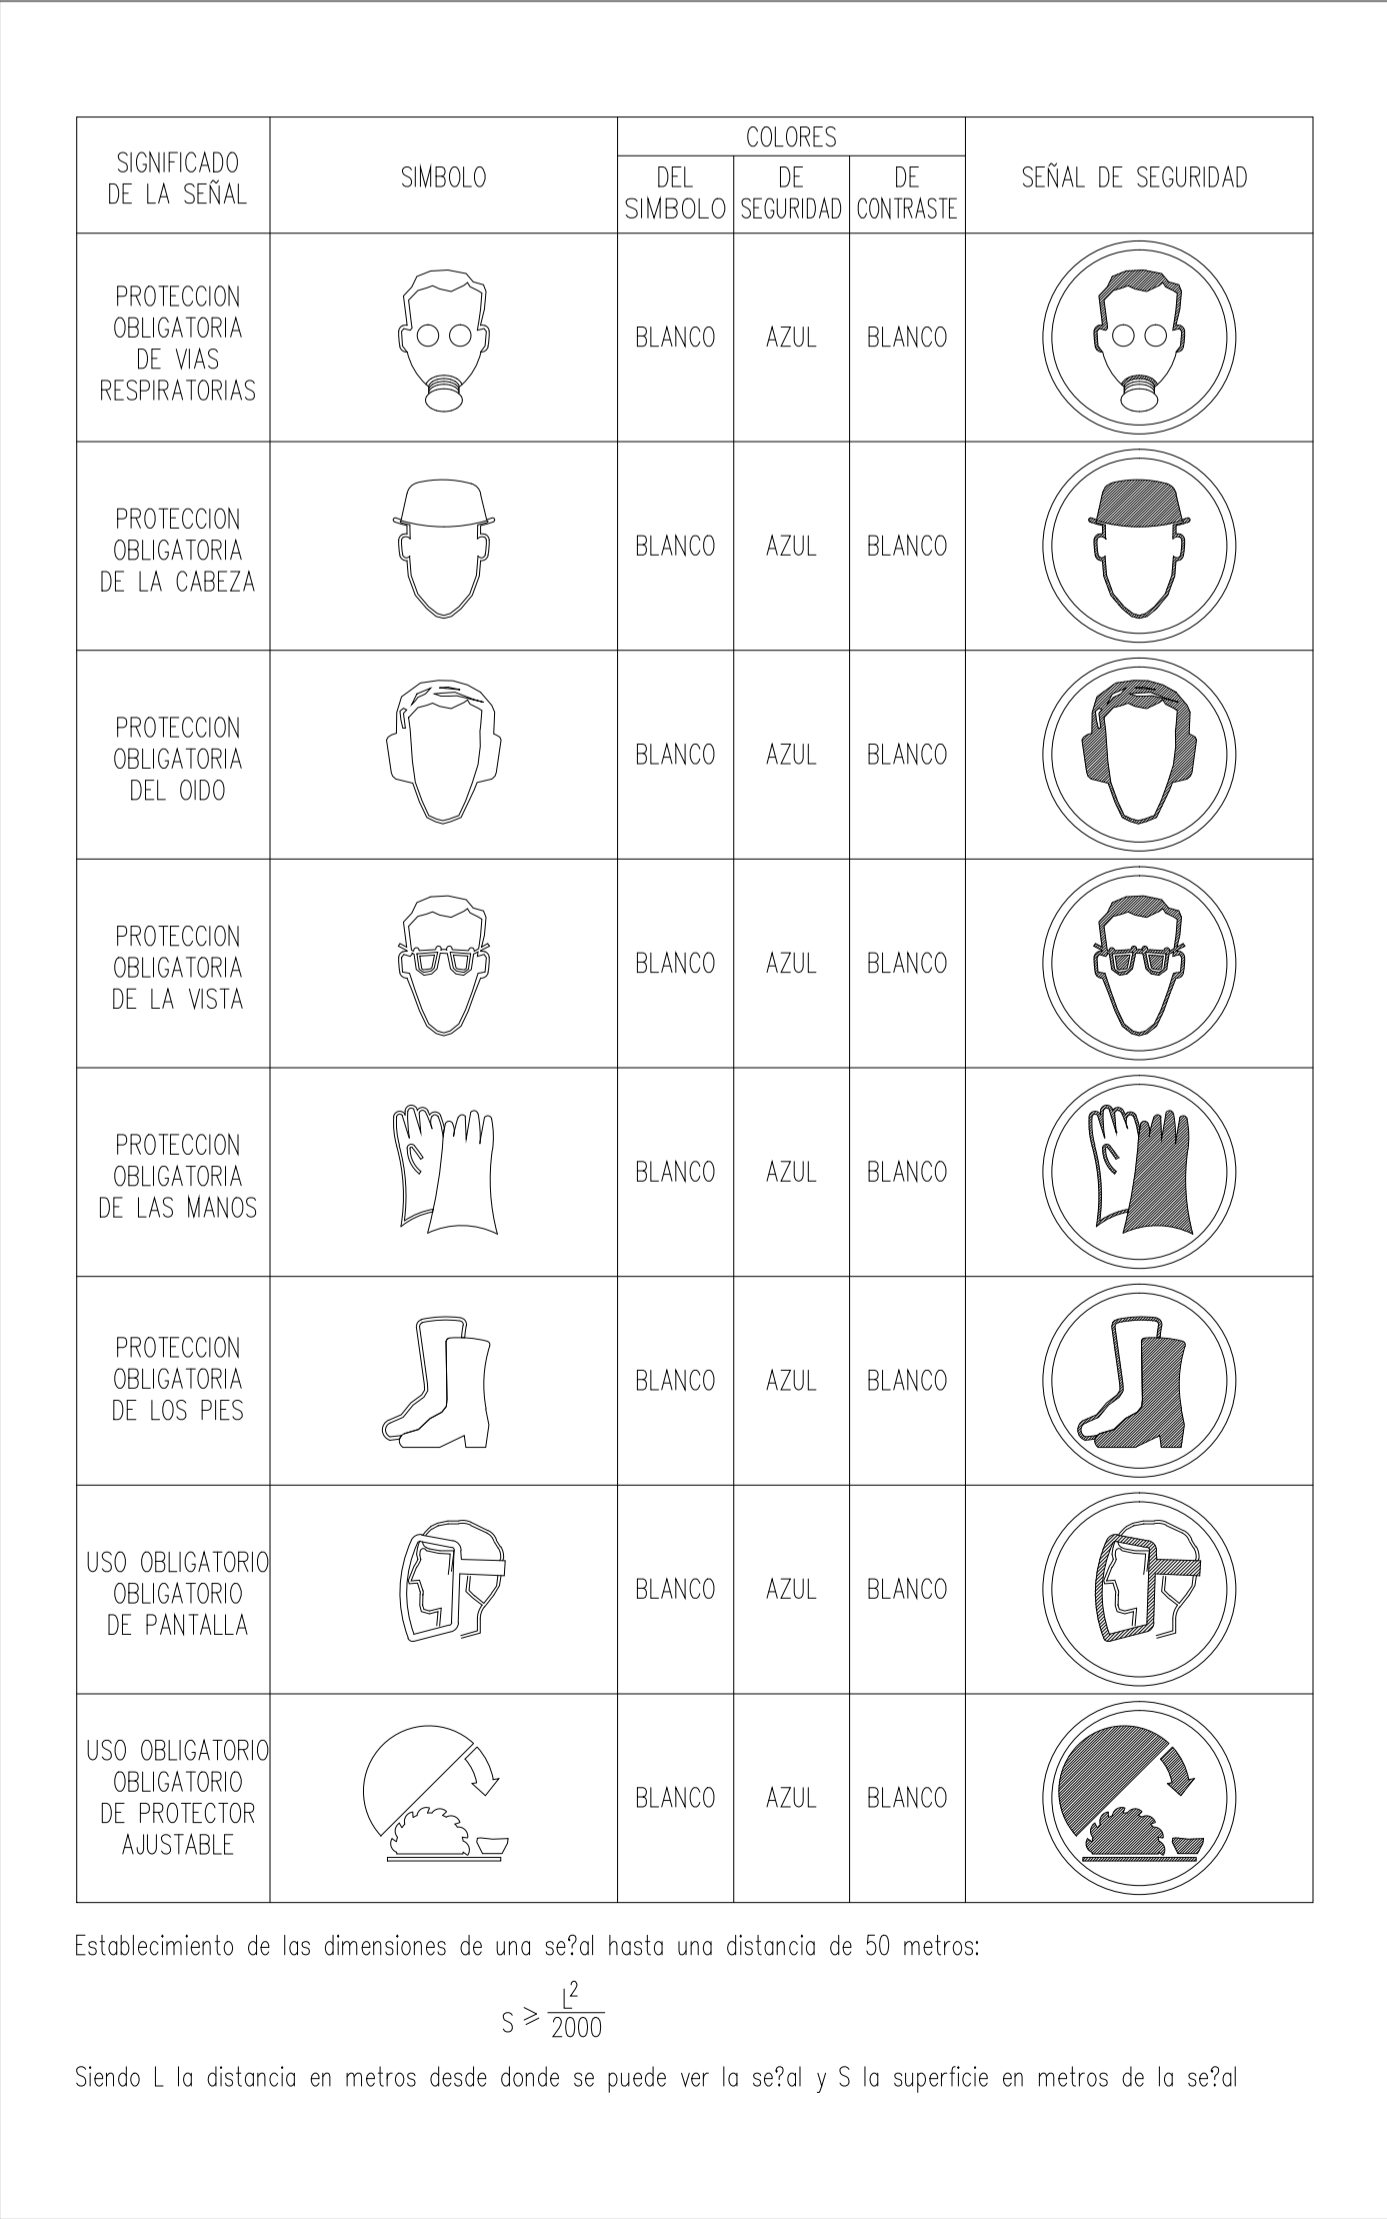 SIGNIFICADO
DE LA SEÑAL
SIMBOLO
COLORES
DEL
SIMBOLO
DE
SEGURIDAD
DE
CONTRASTE
SEÑAL DE SEGURIDAD
PROTECCION
OBLIGATORIA
DE VIAS
RESPIRATORIAS
BLANCO
AZUL
BLANCO
PROTECCION
OBLIGATORIA
DE LA CABEZA
BLANCO
AZUL
BLANCO
PROTECCION
OBLIGATORIA
DEL OIDO
BLANCO
AZUL
BLANCO
PROTECCION
OBLIGATORIA
DE LA VISTA
BLANCO
AZUL
BLANCO
PROTECCION
OBLIGATORIA
DE LAS MANOS
BLANCO
AZUL
BLANCO
PROTECCION
OBLIGATORIA
DE LOS PIES
BLANCO
AZUL
BLANCO
USO OBLIGATORIO
OBLIGATORIO
DE PANTALLA
BLANCO
AZUL
BLANCO
USO OBLIGATORIO
OBLIGATORIO
DE PROTECTOR
AJUSTABLE
BLANCO
AZUL
BLANCO
Establecimiento de las dimensiones de una se?al hasta una distancia de 50 metros:
S ⩾ L² / 2000
Siendo L la distancia en metros desde donde se puede ver la se?al y S la superficie en metros de la se?al